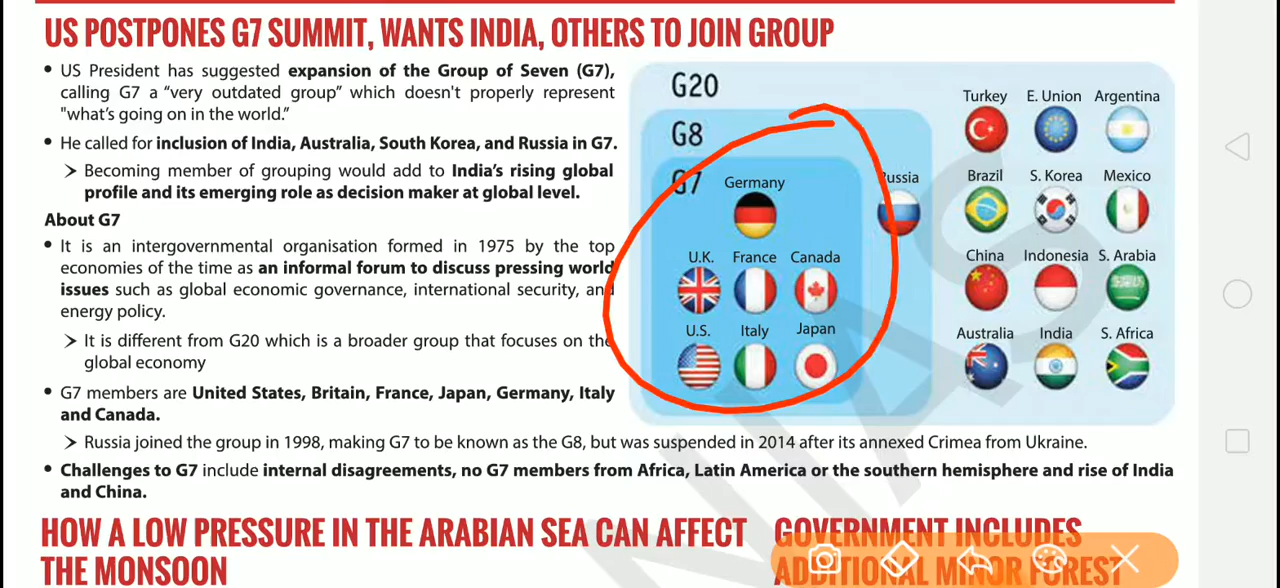 US POSTPONES G7 SUMMIT, WANTS INDIA, OTHERS TO JOIN GROUP
• US President has suggested expansion of the Group of Seven (G7),
calling G7 a “very outdated group” which doesn't properly represent
"what's going on in the world.”
• He called for inclusion of India, Australia, South Korea, and Russia in G7.
➤ Becoming member of grouping would add to India's rising global
profile and its emerging role as decision maker at global level.
About G7
• It is an intergovernmental organisation formed in 1975 by the top
economies of the time as an informal forum to discuss pressing world
issues such as global economic governance, international security, and
energy policy.
➤ It is different from G20 which is a broader group that focuses on the
global economy
• G7 members are United States, Britain, France, Japan, Germany, Italy
and Canada.
➤ Russia joined the group in 1998, making G7 to be known as the G8, but was suspended in 2014 after its annexed Crimea from Ukraine.
• Challenges to G7 include internal disagreements, no G7 members from Africa, Latin America or the southern hemisphere and rise of India
and China.
G20
G8
G7
Germany
U.K. France Canada
U.S. Italy Japan
Russia
Turkey E. Union Argentina
Brazil S. Korea Mexico
China Indonesia S. Arabia
Australia India S. Africa
HOW A LOW PRESSURE IN THE ARABIAN SEA CAN AFFECT
THE MONSOON
GOVERNMENT INCLUDES
ADDITIONAL MINOR FOREST